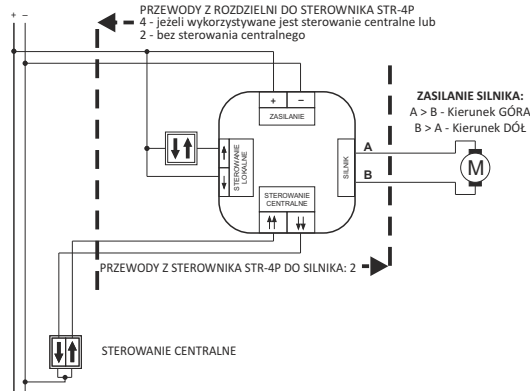 PRZEWODY Z ROZDZIELNI DO STEROWNIKA STR-4P
4 - jeżeli wykorzystywane jest sterowanie centralne lub
2 - bez sterowania centralnego
+ –
+ –
ZASILANIE
ZASILANIE SILNIKA:
A > B - Kierunek GÓRA
B > A - Kierunek DÓŁ
STEROWANIE
LOKALNE
SILNIK
A
B
M
STEROWANIE
CENTRALNE
PRZEWODY Z STEROWNIKA STR-4P DO SILNIKA: 2
STEROWANIE CENTRALNE